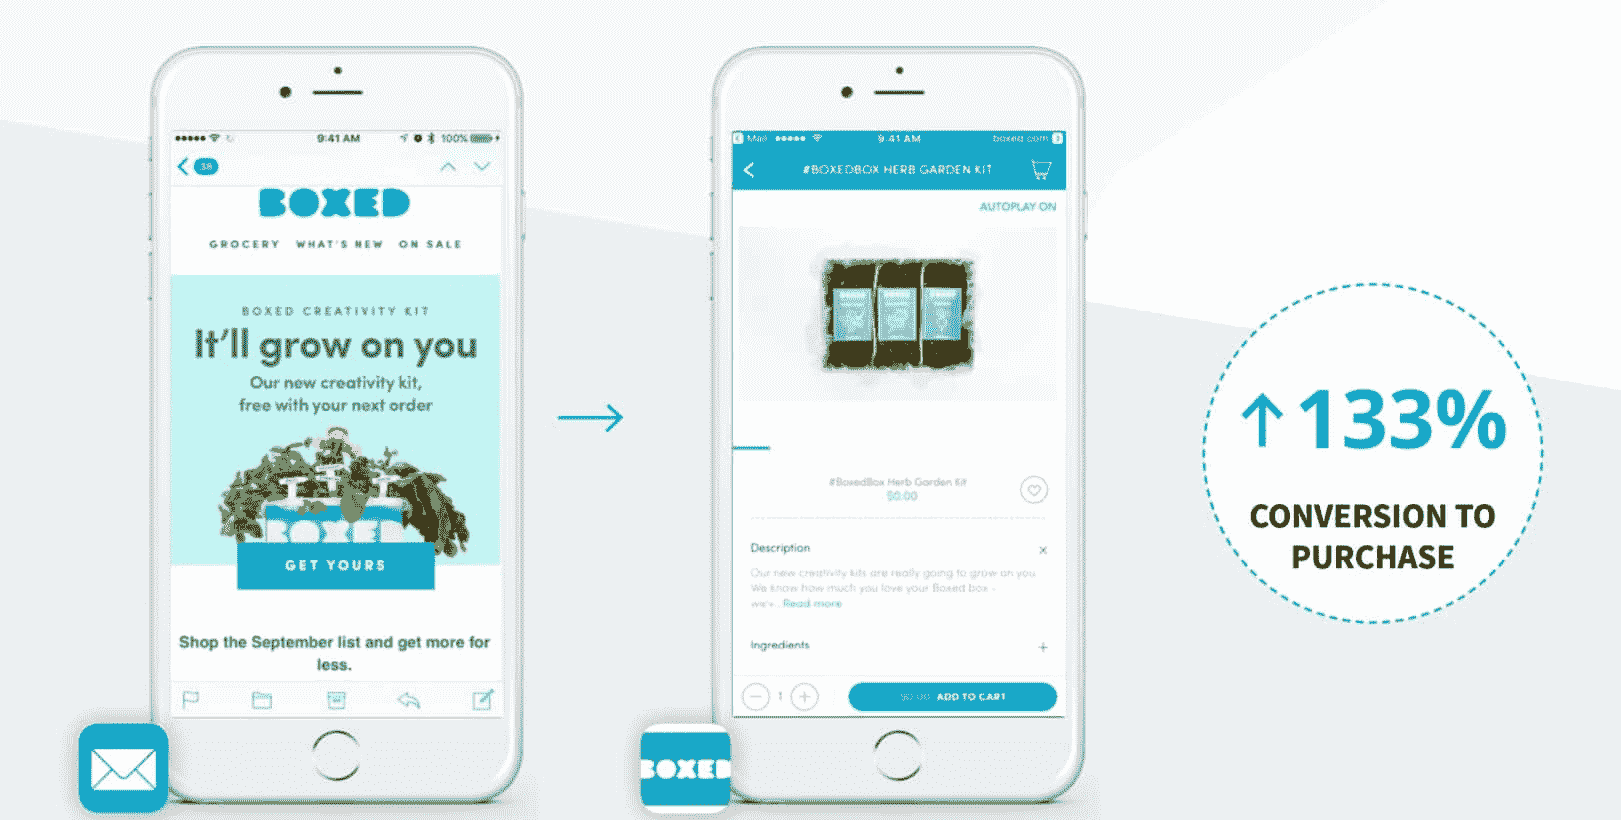 9:41 AM
100%
38
BOXED
GROCERY WHAT'S NEW ON SALE
BOXED CREATIVITY KIT
It'll grow on you
Our new creativity kit,
free with your next order
BOXED
GET YOURS
Shop the September list and get more for
less.
Mail 9:41 AM boxed.com
#BOXEDBOX HERB GARDEN KIT
AUTOPLAY ON
#BoxedBox Herb Garden Kit
$0.00
Description
Our new creativity kits are really going to grow on you.
We know how much you love your Boxed box -
we'v... Read more
Ingredients
1
$0.00 ADD TO CART
BOXED
↑133%
CONVERSION TO
PURCHASE